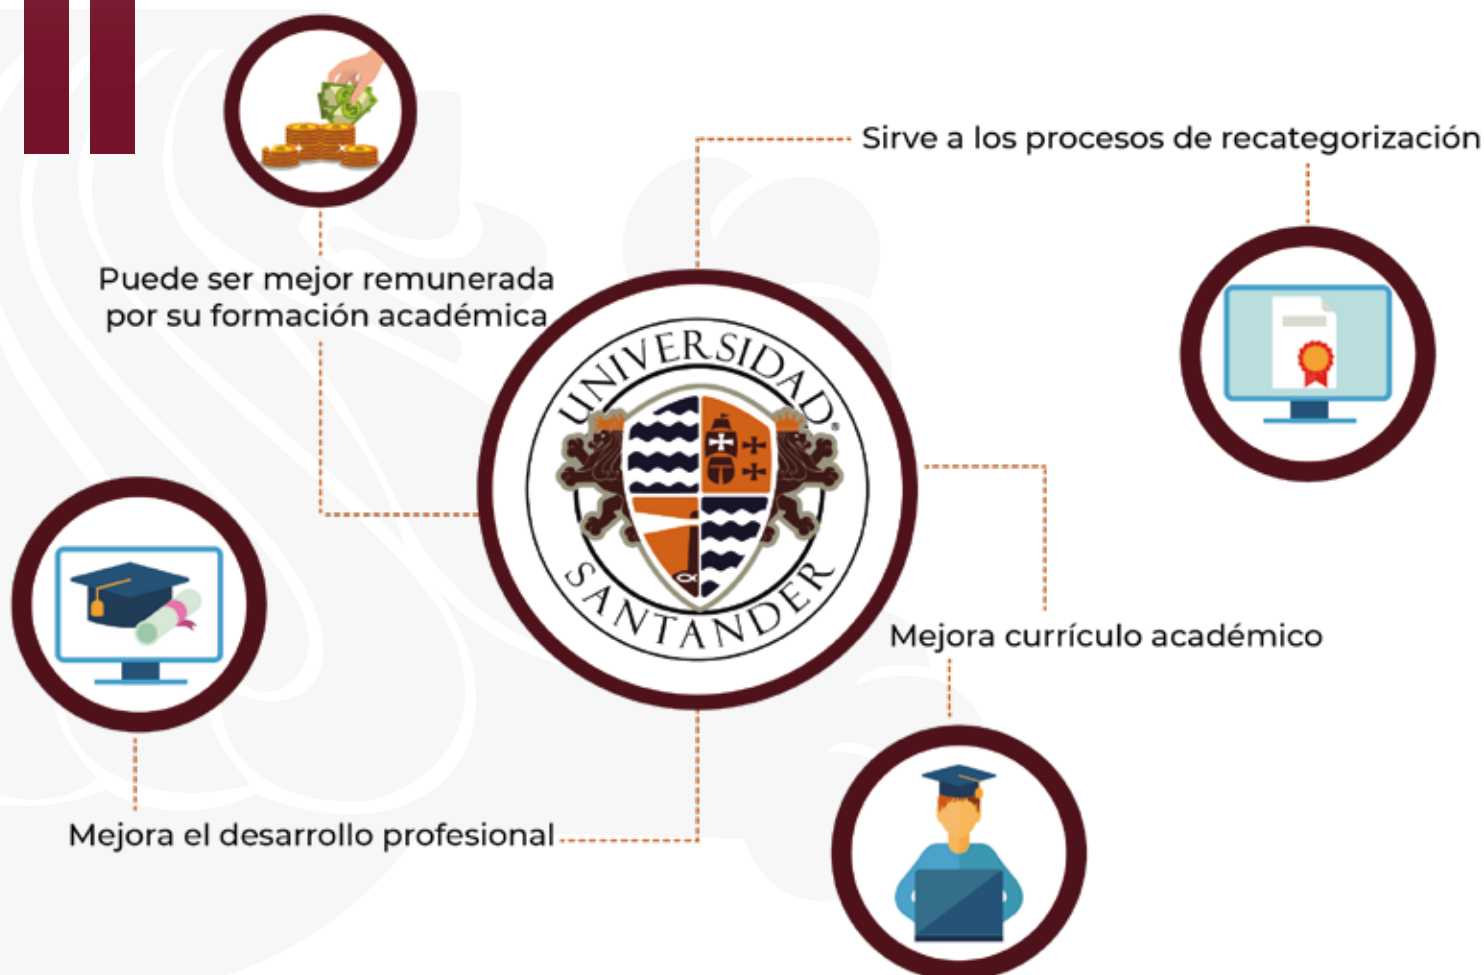 Sirve a los procesos de recategorización
Puede ser mejor remunerada
por su formación académica
UNIVERSIDAD
SANTANDER
®
Mejora currículo académico
Mejora el desarrollo profesional